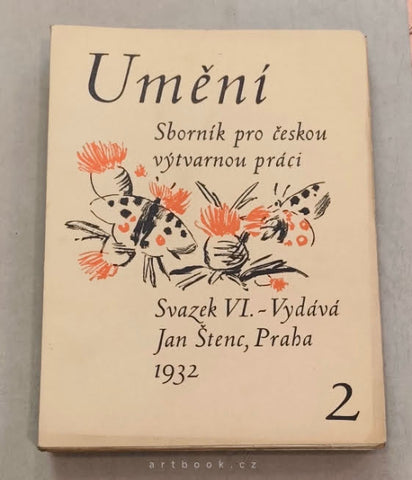 Umění
Sborník pro českou
výtvarnou práci
Svazek VI. - Vydává
Jan Štenc, Praha
1932
2
artbook.cz